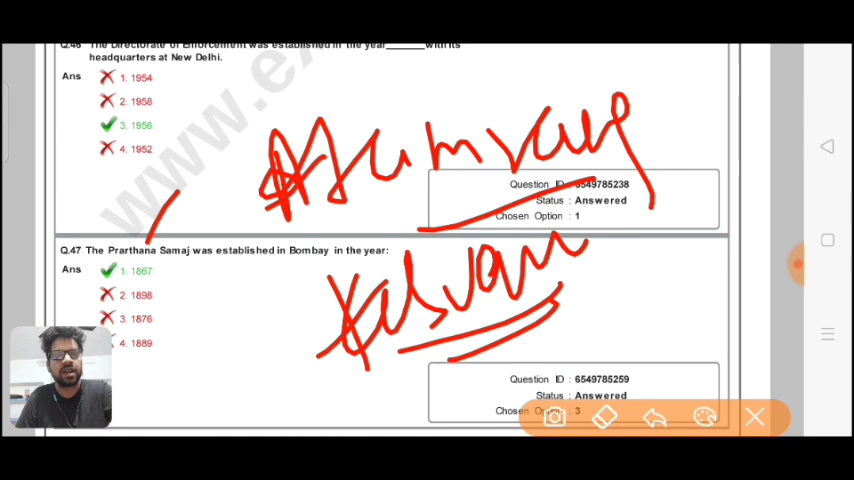 Q.46 The Directorate of Enforcement was established in the year_______with its
headquarters at New Delhi.
Ans 1. 1954
2. 1958
3. 1956
4. 1952
www.ex
Question ID : 6549785238
Status : Answered
Chosen Option : 1
Q.47 The Prarthana Samaj was established in Bombay in the year:
Ans 1. 1867
2. 1898
3. 1876
4. 1889
Question ID : 6549785259
Status : Answered
Chosen Option : 3